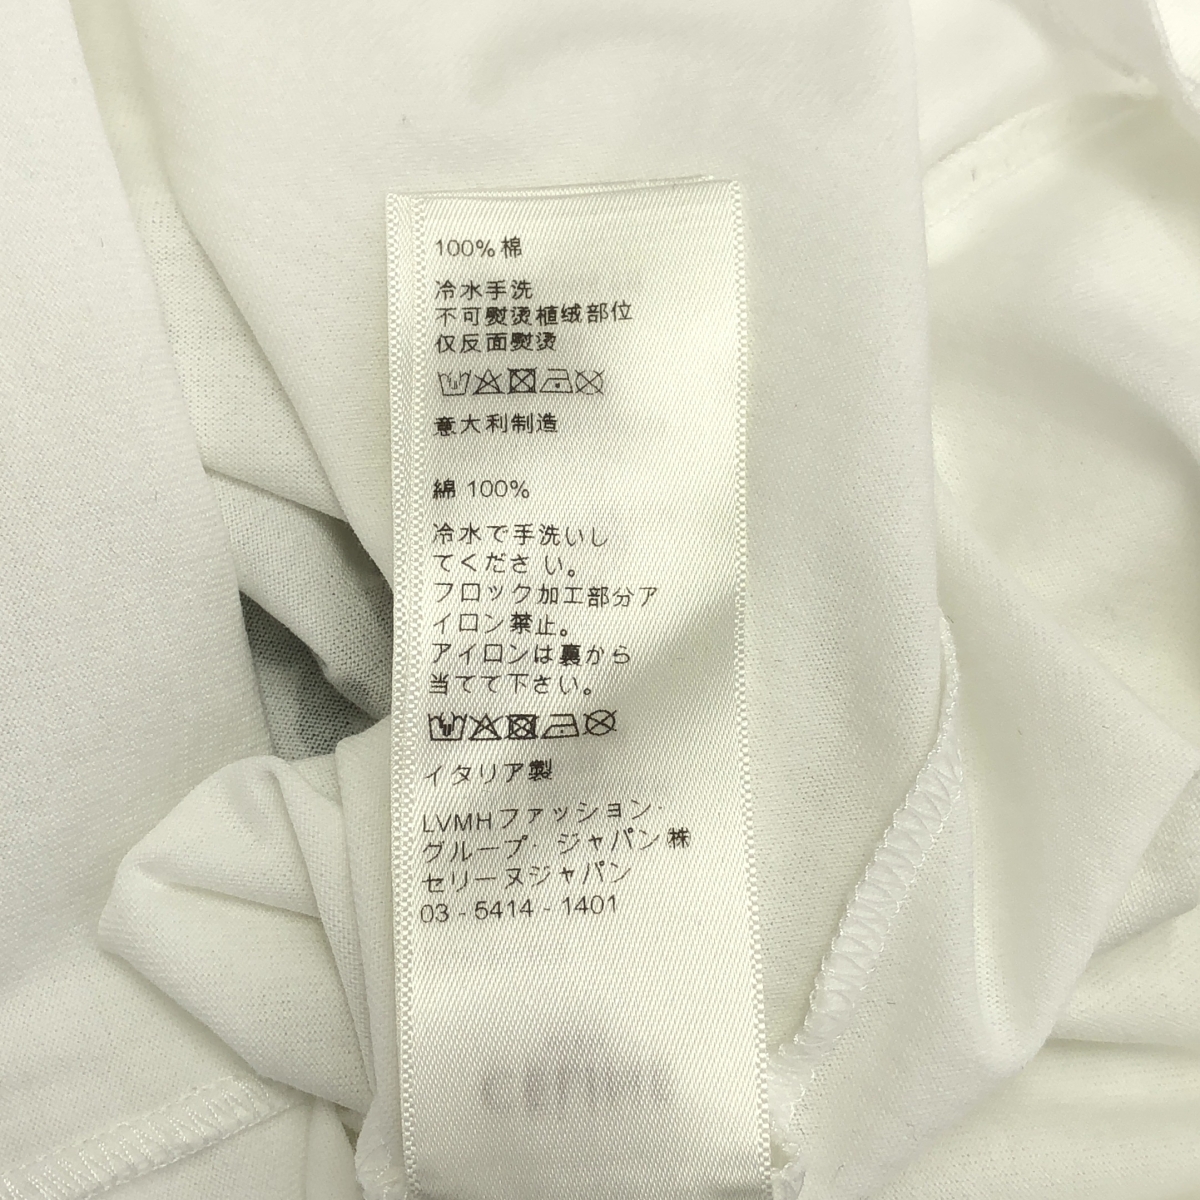 100% 棉
冷水手洗
不可熨烫植绒部位
仅反面熨烫
意大利制造
綿 100%
冷水で手洗いし
てくださ い。
フロック加工部分ア
イロン禁止。
アイロンは裏から
当てて下さい。
イタリア製
LVMHファッション·
グループ· ジャパン㈱
セリーヌジャパン
03 - 5414 - 1401